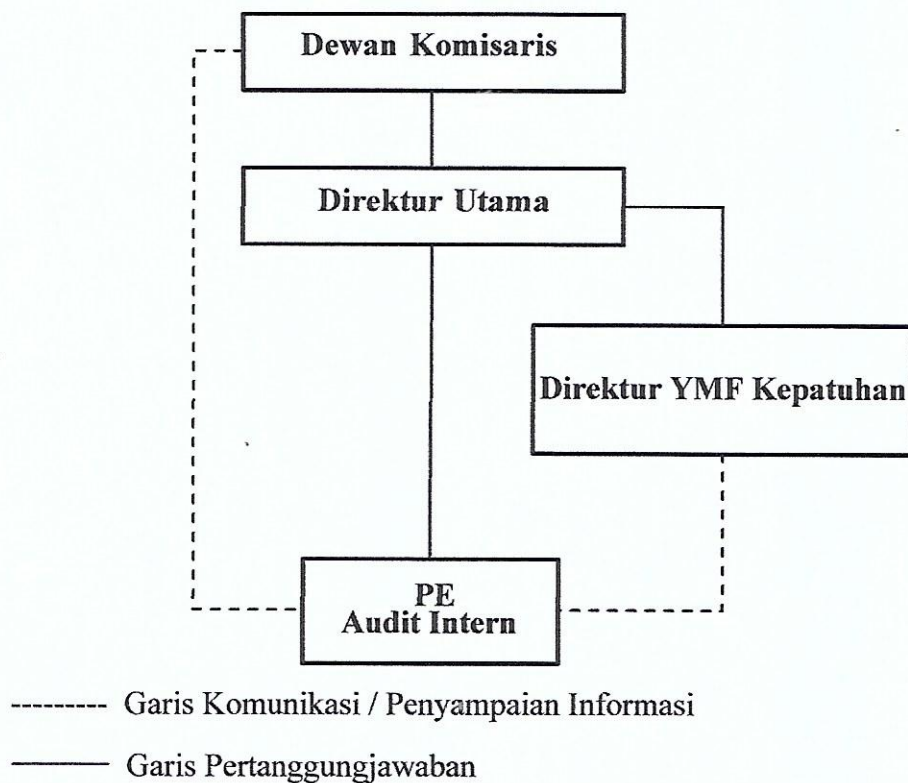 Dewan Komisaris
Direktur Utama
Direktur YMF Kepatuhan
PE
Audit Intern
Garis Komunikasi / Penyampaian Informasi
Garis Pertanggungjawaban